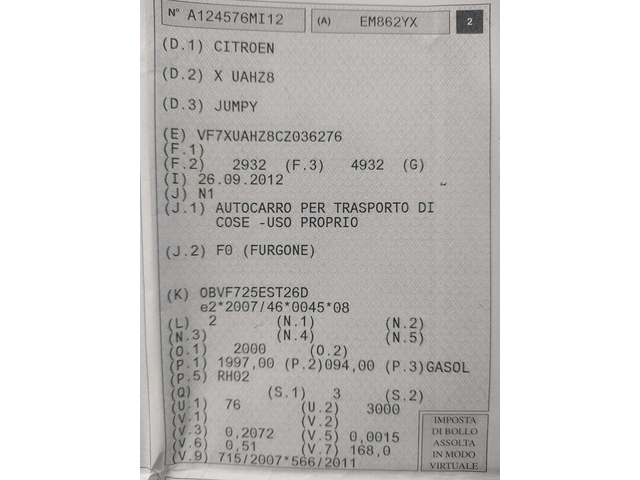 N° A124576MI12 (A) EM862YX 2
(D.1) CITROEN
(D.2) X UAHZ8
(D.3) JUMPY
(E) VF7XUAHZ8CZ036276
(F.1)
(F.2) 2932 (F.3) 4932 (G)
(I) 26.09.2012
(J) N1
(J.1) AUTOCARRO PER TRASPORTO DI
COSE -USO PROPRIO
(J.2) F0 (FURGONE)
(K) OBVF725EST26D
e2*2007/46*0045*08
(L) 2 (N.1) (N.2)
(N.3) (N.4) (N.5)
(O.1) 2000 (O.2)
(P.1) 1997,00 (P.2)094,00 (P.3)GASOL
(P.5) RH02
(Q) (S.1) 3 (S.2)
(U.1) 76 (U.2) 3000
(V.1) (V.2)
(V.3) 0,2072 (V.5) 0,0015
(V.6) 0,51 (V.7) 168,0
(V.9) 715/2007*566/2011
IMPOSTA
DI BOLLO
ASSOLTA
IN MODO
VIRTUALE